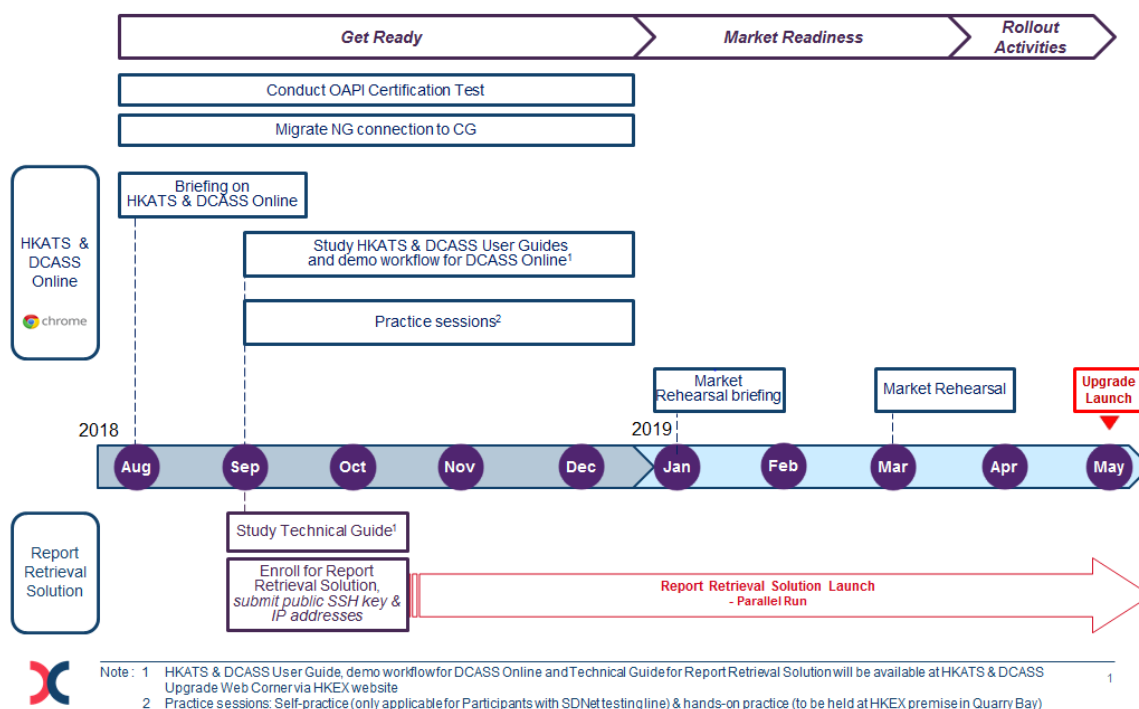 Get Ready
Market Readiness
Rollout
Activities
Conduct OAPI Certification Test
Migrate NG connection to CG
HKATS &
DCASS
Online
chrome
Briefing on
HKATS & DCASS Online
Study HKATS & DCASS User Guides
and demo workflow for DCASS Online1
Practice sessions2
Market
Rehearsal briefing
Market Rehearsal
Upgrade
Launch
2018
2019
Aug
Sep
Oct
Nov
Dec
Jan
Feb
Mar
Apr
May
Report
Retrieval
Solution
Study Technical Guide1
Enroll for Report
Retrieval Solution,
submit public SSH key &
IP addresses
Report Retrieval Solution Launch
- Parallel Run
Note : 1 HKATS & DCASS User Guide, demo workflow for DCASS Online and Technical Guide for Report Retrieval Solution will be available at HKATS & DCASS
Upgrade Web Corner via HKEX website
2 Practice sessions: Self-practice (only applicable for Participants with SDNet testing line) & hands-on practice (to be held at HKEX premise in Quarry Bay)
1